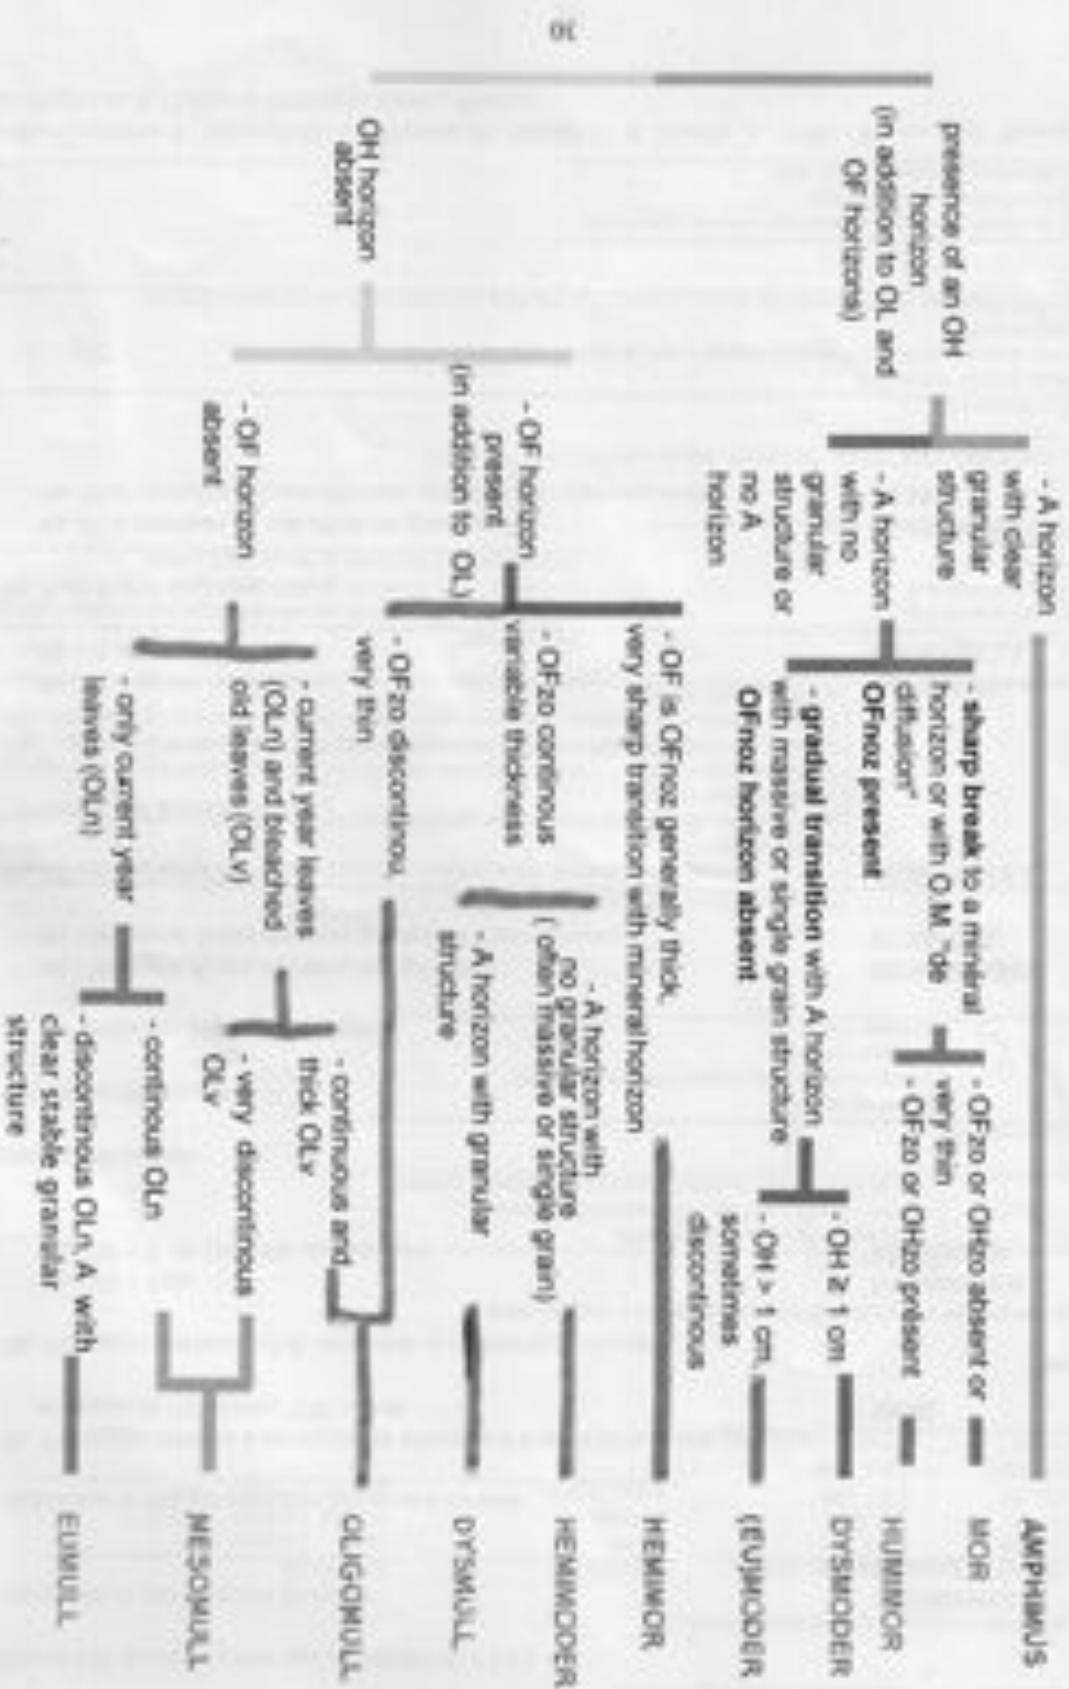 30
presence of an OH
horizon
(in addition to OL and
OF horizons)
- A horizon
with clear
granular
structure
AMPHIMUS
- A horizon
with no
granular
structure or
no A
horizon
- sharp break to a minéral
horizon or with O.M. "de
diffusion"
OFnoz present
- OFzo or OHzo absent or
very thin
MOR
- OFzo or OHzo présent
HUMIMOR
- gradual transition with A horizon
with massive or single grain structure
OFnoz horizon absent
- OH ≥ 1 cm
DYSMODER
- OH > 1 cm,
sometimes
discontinous
(EU)MODER
OH horizon
absent
- OF horizon
present
(in addition to OL)
- OF is OFnoz generally thick,
very sharp transition with mineral horizon
HEMIMOR
- OFzo continous
variable thickness
- A horizon with
no granular structure
( often massive or single grain)
HEMIMODER
- A horizon with granular
structure
DYSMULL
- OFzo discontinou,
very thin
OLIGOMULL
- OF horizon
absent
- current year leaves
(OLn) and bleached
old leaves (OLv)
- continuous and
thick OLv
- very discontinous
OLv
MESOMULL
- only current year
leaves (OLn)
- continous OLn
- discontinous OLn, A with
clear stable granular
structure
EUMULL